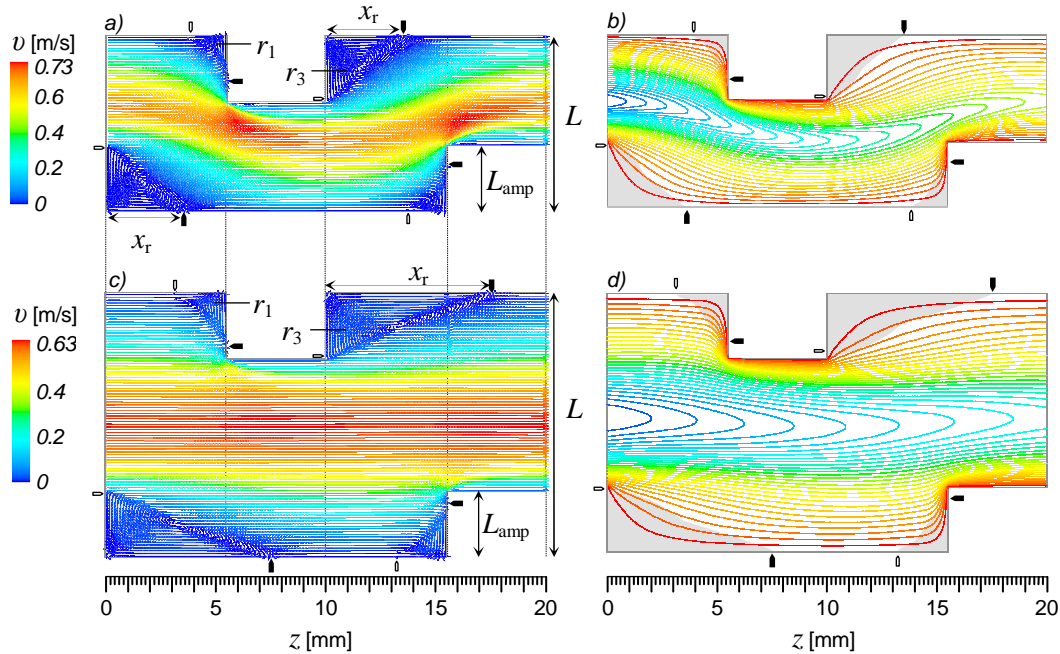 a)
x_r
b)
υ [m/s]
0.73
0.6
0.4
0.2
0
r_1
r_3
L
L_amp
x_r
c)
x_r
d)
υ [m/s]
0.63
0.4
0.2
0
r_1
r_3
L
L_amp
0 5 10 15 20
z [mm]
0 5 10 15 20
z [mm]